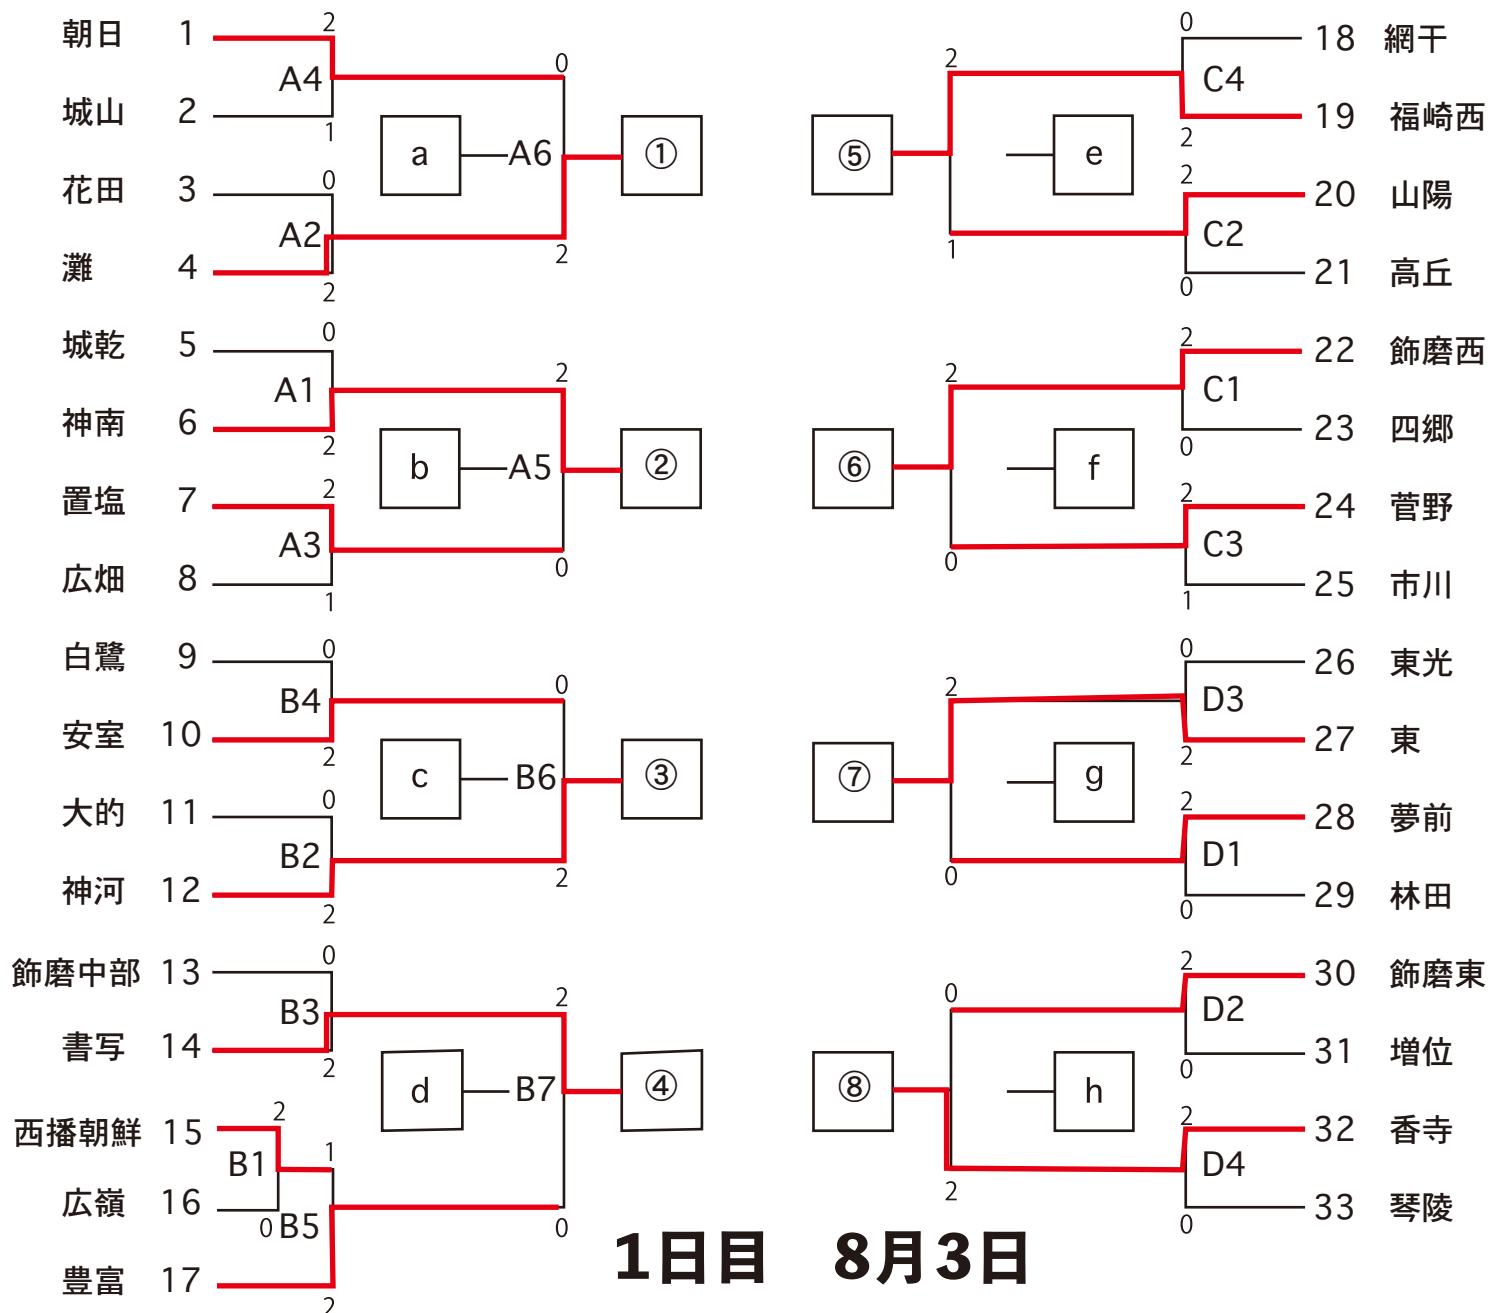 朝日 1 2
A4
城山 2 1
花田 3 0
A2
灘 4 2
a A6 0 2 ①
城乾 5 0
A1
神南 6 2
置塩 7 2
A3
広畑 8 1
b A5 2 0 ②
白鷺 9 0
B4
安室 10 2
大的 11 0
B2
神河 12 2
c B6 0 2 ③
飾磨中部 13 0
B3
書写 14 2
西播朝鮮 15 2
B1 1
広嶺 16 0
B5
豊富 17 2
d B7 2 0 ④
0 18 網干
C4
2 19 福崎西
2 20 山陽
C2
0 21 高丘
⑤ 2 1 e
2 22 飾磨西
C1
0 23 四郷
2 24 菅野
C3
1 25 市川
⑥ 2 0 f
0 26 東光
D3
2 27 東
2 28 夢前
D1
0 29 林田
⑦ 2 0 g
2 30 飾磨東
D2
0 31 増位
2 32 香寺
D4
0 33 琴陵
⑧ 0 2 h
1日目 8月3日